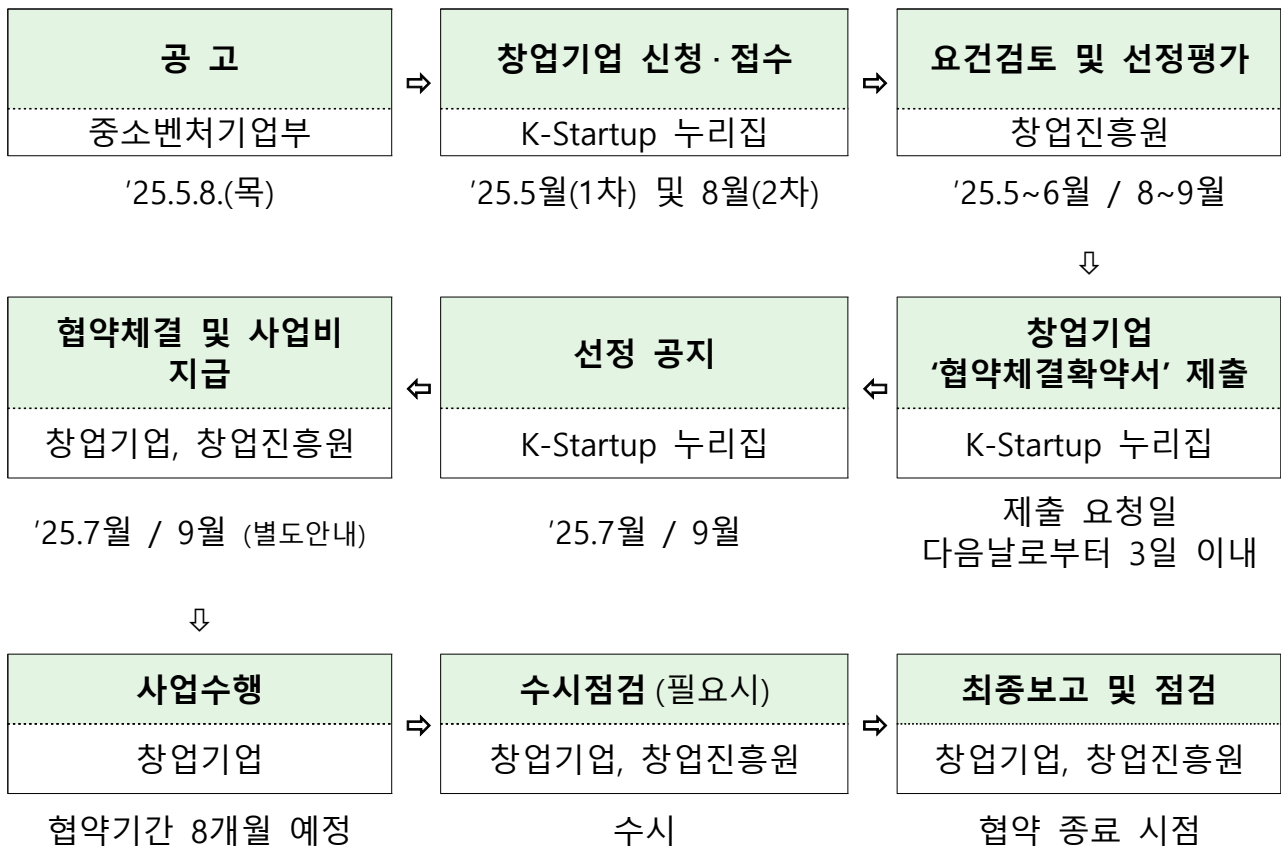 공 고
중소벤처기업부
'25.5.8.(목)
⇨
창업기업 신청·접수
K-Startup 누리집
'25.5월(1차) 및 8월(2차)
⇨
요건검토 및 선정평가
창업진흥원
'25.5~6월 / 8~9월
⇩
창업기업
'협약체결확약서' 제출
K-Startup 누리집
제출 요청일
다음날로부터 3일 이내
⇦
선정 공지
K-Startup 누리집
'25.7월 / 9월
⇦
협약체결 및 사업비
지급
창업기업, 창업진흥원
'25.7월 / 9월 (별도안내)
⇩
사업수행
창업기업
협약기간 8개월 예정
⇨
수시점검 (필요시)
창업기업, 창업진흥원
수시
⇨
최종보고 및 점검
창업기업, 창업진흥원
협약 종료 시점